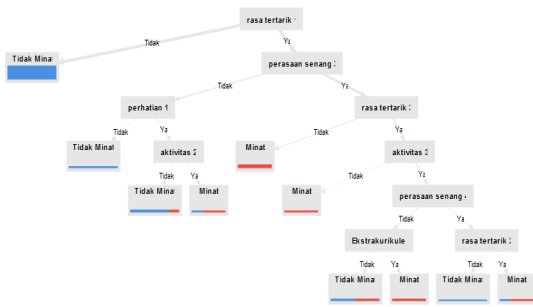 rasa tertarik
Tidak
Ya
Tidak Minat
perasaan senang
Tidak
Ya
perhatian 1
rasa tertarik
Tidak
Ya
Tidak
Ya
Tidak Minat
aktivitas 2
Minat
aktivitas 3
Tidak
Ya
Tidak
Ya
Tidak Minat
Minat
Minat
perasaan senang
Tidak
Ya
Ekstrakurikule
rasa tertarik
Tidak
Ya
Tidak
Ya
Tidak Minat
Minat
Tidak Minat
Minat